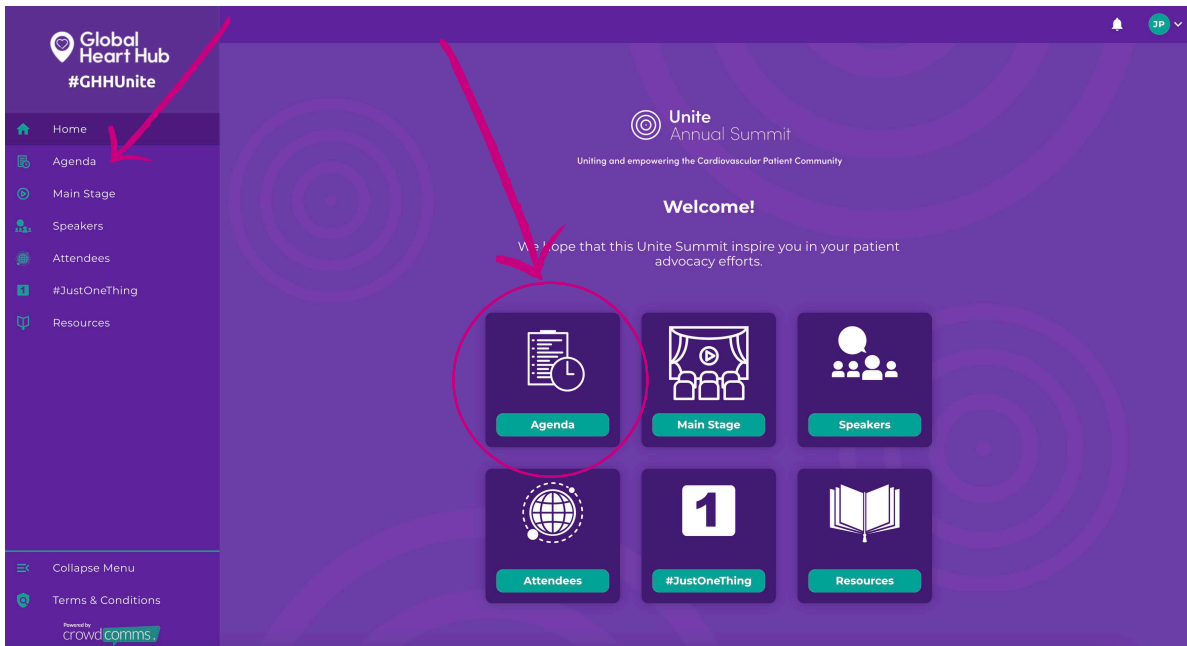 Global
Heart Hub
#GHHUnite
JP
Home
Agenda
Main Stage
Speakers
Attendees
#JustOneThing
Resources
Collapse Menu
Terms & Conditions
Powered by
crowdcomms.
Unite
Annual Summit
Uniting and empowering the Cardiovascular Patient Community
Welcome!
We hope that this Unite Summit inspire you in your patient
advocacy efforts.
Agenda
Main Stage
Speakers
1
Attendees
#JustOneThing
Resources